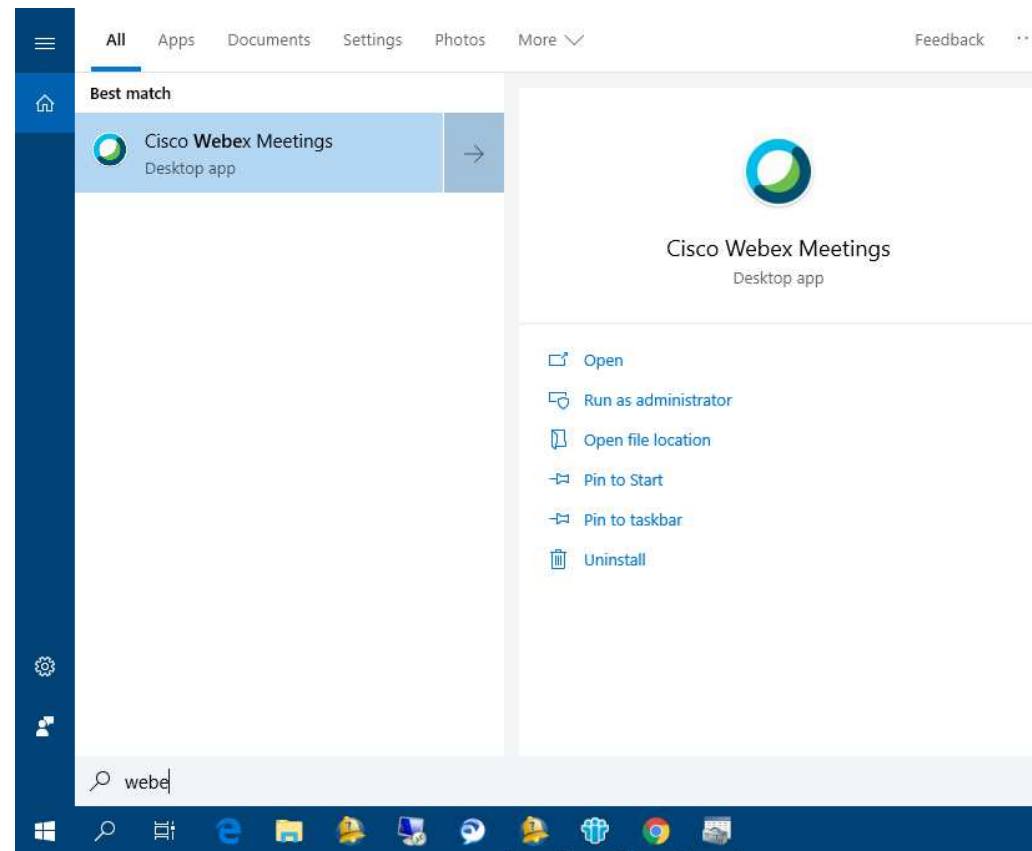 All Apps Documents Settings Photos More Feedback ..
Best match
Cisco Webex Meetings
Desktop app
Cisco Webex Meetings
Desktop app
Open
Run as administrator
Open file location
Pin to Start
Pin to taskbar
Uninstall
webe